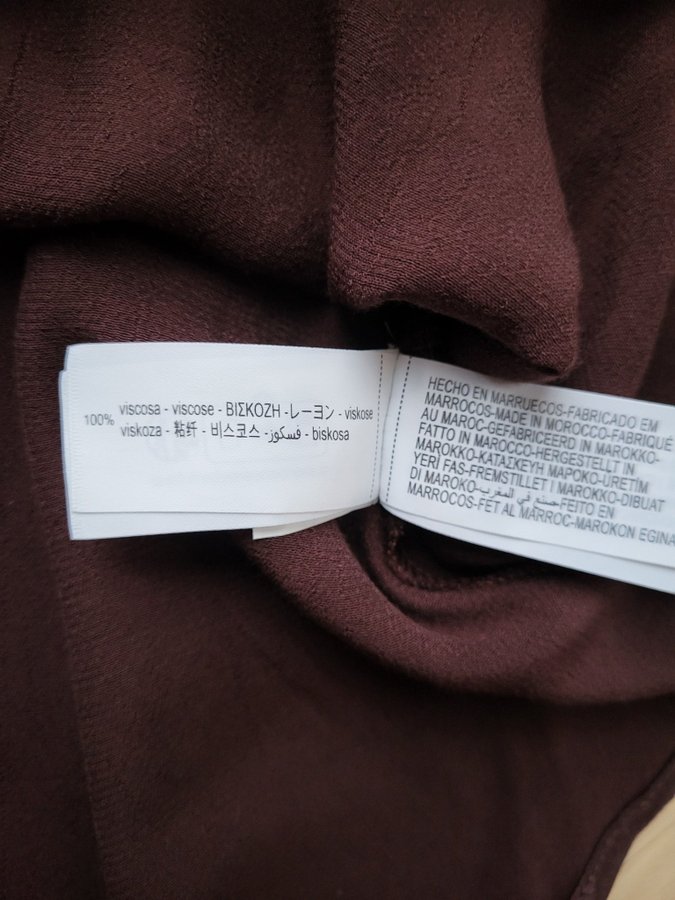 100% viscosa - viscose - ΒΙΣΚΟΖΗ -レーヨン - viskose
viskoza - 粘纤 - 비스코스 - فسكوز - biskosa
HECHO EN MARRUECOS-FABRICADO EM
MARROCOS-MADE IN MOROCCO-FABRIQUÉ
AU MAROC-GEFABRICEERD IN MAROKKO-
FATTO IN MAROCCO-HERGESTELLT IN
MAROKKO-ΚΑΤΑΣΚΕΥΗ ΜΑΡΟΚΟ-URETİM
YERİ FAS-FREMSTILLET I MAROKKO-DIBUAT
DI MAROKO-صنع في المغرب-FEITO EN
MARROCOS-FET AL MARROC-MAROKON EGINA